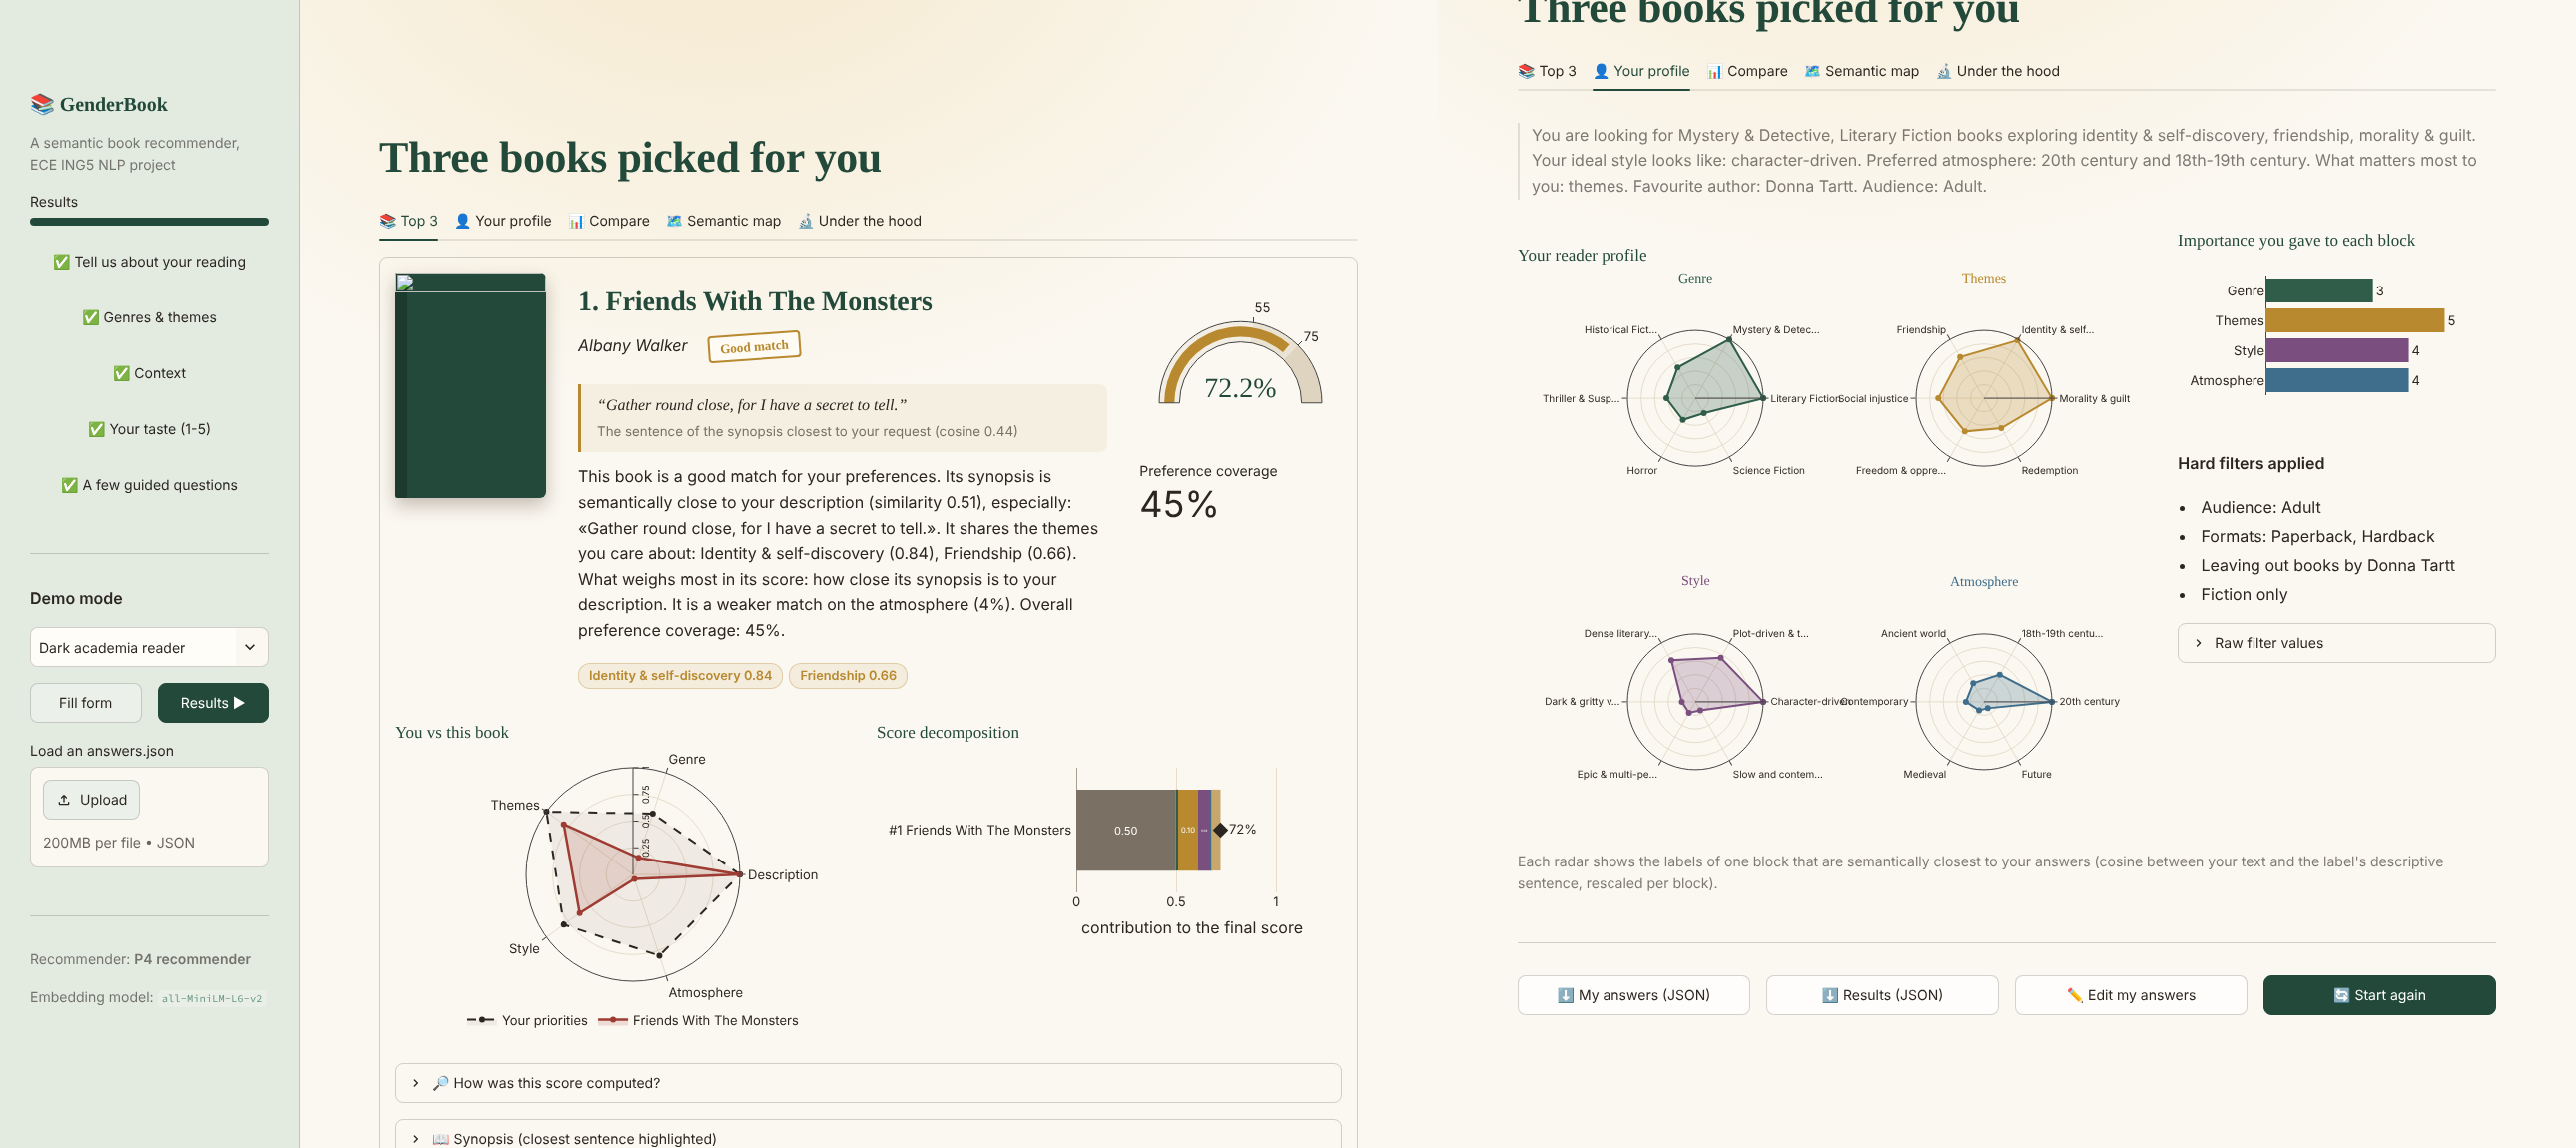 📚 GenderBook
A semantic book recommender,
ECE ING5 NLP project
Results
✅ Tell us about your reading
✅ Genres & themes
✅ Context
✅ Your taste (1-5)
✅ A few guided questions
Demo mode
Dark academia reader
Fill form
Results ▶
Load an answers.json
Upload
200MB per file • JSON
Recommender: P4 recommender
Embedding model: all-MiniLM-L6-v2
Three books picked for you
📚 Top 3
👤 Your profile
📊 Compare
🗺️ Semantic map
🔬 Under the hood
1. Friends With The Monsters
Albany Walker
Good match
“Gather round close, for I have a secret to tell.”
The sentence of the synopsis closest to your request (cosine 0.44)
This book is a good match for your preferences. Its synopsis is
semantically close to your description (similarity 0.51), especially:
«Gather round close, for I have a secret to tell.». It shares the themes
you care about: Identity & self-discovery (0.84), Friendship (0.66).
What weighs most in its score: how close its synopsis is to your
description. It is a weaker match on the atmosphere (4%). Overall
preference coverage: 45%.
Identity & self-discovery 0.84
Friendship 0.66
55
75
72.2%
Preference coverage
45%
You vs this book
Genre
Themes
Description
Style
Atmosphere
0.75
0.5
0.25
Your priorities
Friends With The Monsters
Score decomposition
#1 Friends With The Monsters
0.50
0.10
72%
0
0.5
1
contribution to the final score
🔎 How was this score computed?
📖 Synopsis (closest sentence highlighted)
Three books picked for you
📚 Top 3
👤 Your profile
📊 Compare
🗺️ Semantic map
🔬 Under the hood
You are looking for Mystery & Detective, Literary Fiction books exploring identity & self-discovery, friendship, morality & guilt.
Your ideal style looks like: character-driven. Preferred atmosphere: 20th century and 18th-19th century. What matters most to
you: themes. Favourite author: Donna Tartt. Audience: Adult.
Your reader profile
Genre
Historical Fict...
Mystery & Detec...
Thriller & Susp...
Literary Fiction
Horror
Science Fiction
Themes
Friendship
Identity & self...
Social injustice
Morality & guilt
Freedom & oppre...
Redemption
Style
Dense literary...
Plot-driven & t...
Dark & gritty v...
Character-driven
Epic & multi-pe...
Slow and contem...
Atmosphere
Ancient world
18th-19th centu...
Contemporary
20th century
Medieval
Future
Importance you gave to each block
Genre 3
Themes 5
Style 4
Atmosphere 4
Hard filters applied
• Audience: Adult
• Formats: Paperback, Hardback
• Leaving out books by Donna Tartt
• Fiction only
Raw filter values
Each radar shows the labels of one block that are semantically closest to your answers (cosine between your text and the label's descriptive
sentence, rescaled per block).
⬇️ My answers (JSON)
⬇️ Results (JSON)
✏️ Edit my answers
🔄 Start again